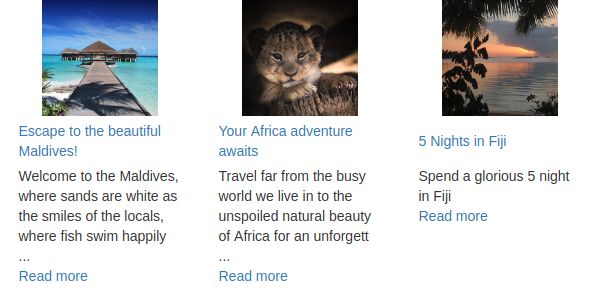 Escape to the beautiful
Maldives!
Welcome to the Maldives,
where sands are white as
the smiles of the locals,
where fish swim happily
...
Read more
Your Africa adventure
awaits
Travel far from the busy
world we live in to the
unspoiled natural beauty
of Africa for an unforgett
...
Read more
5 Nights in Fiji
Spend a glorious 5 night
in Fiji
Read more